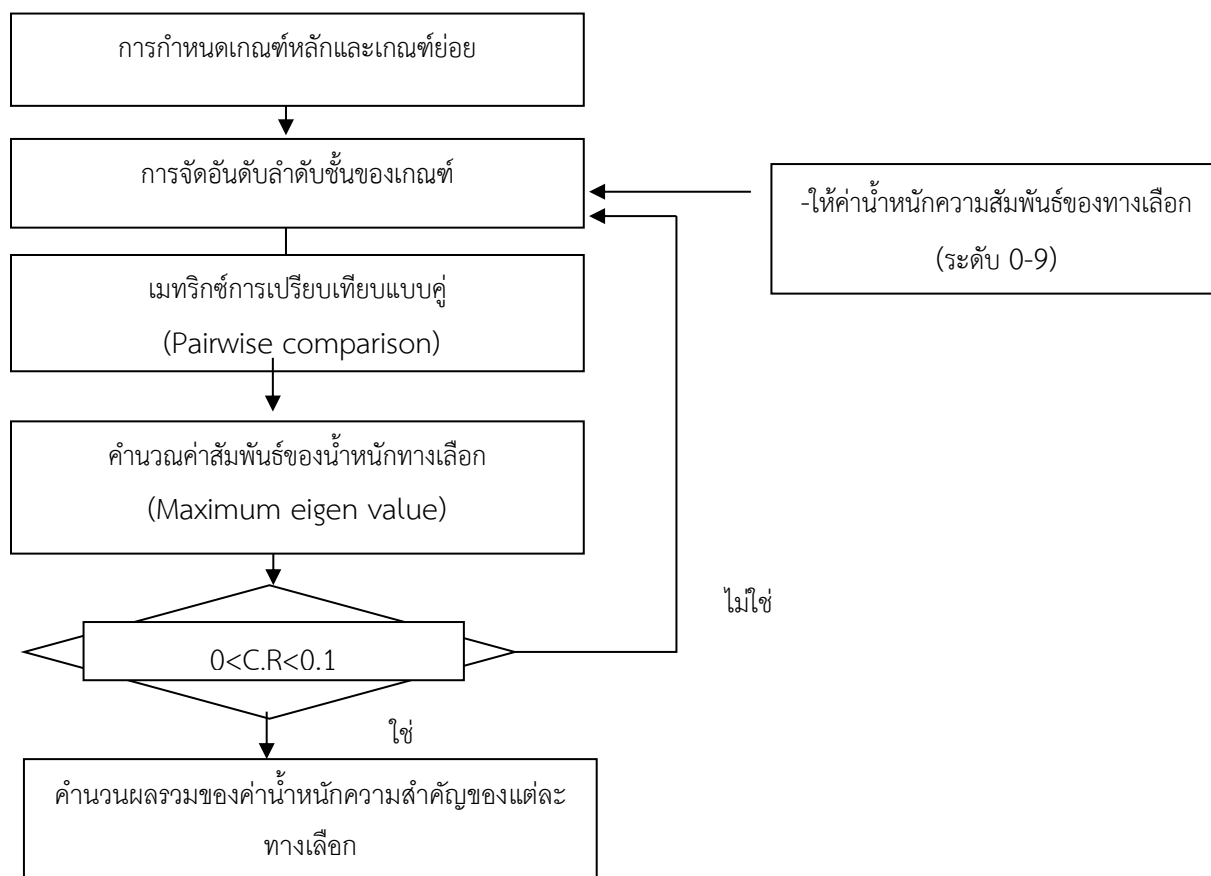 การกำหนดเกณฑ์หลักและเกณฑ์ย่อย
การจัดอันดับลำดับชั้นของเกณฑ์
-ให้ค่าน้ำหนักความสัมพันธ์ของทางเลือก
(ระดับ 0-9)
เมทริกซ์การเปรียบเทียบแบบคู่
(Pairwise comparison)
คำนวณค่าสัมพันธ์ของน้ำหนักทางเลือก
(Maximum eigen value)
ไม่ใช่
0<C.R<0.1
ใช่
คำนวนผลรวมของค่าน้ำหนักความสำคัญของแต่ละ
ทางเลือก